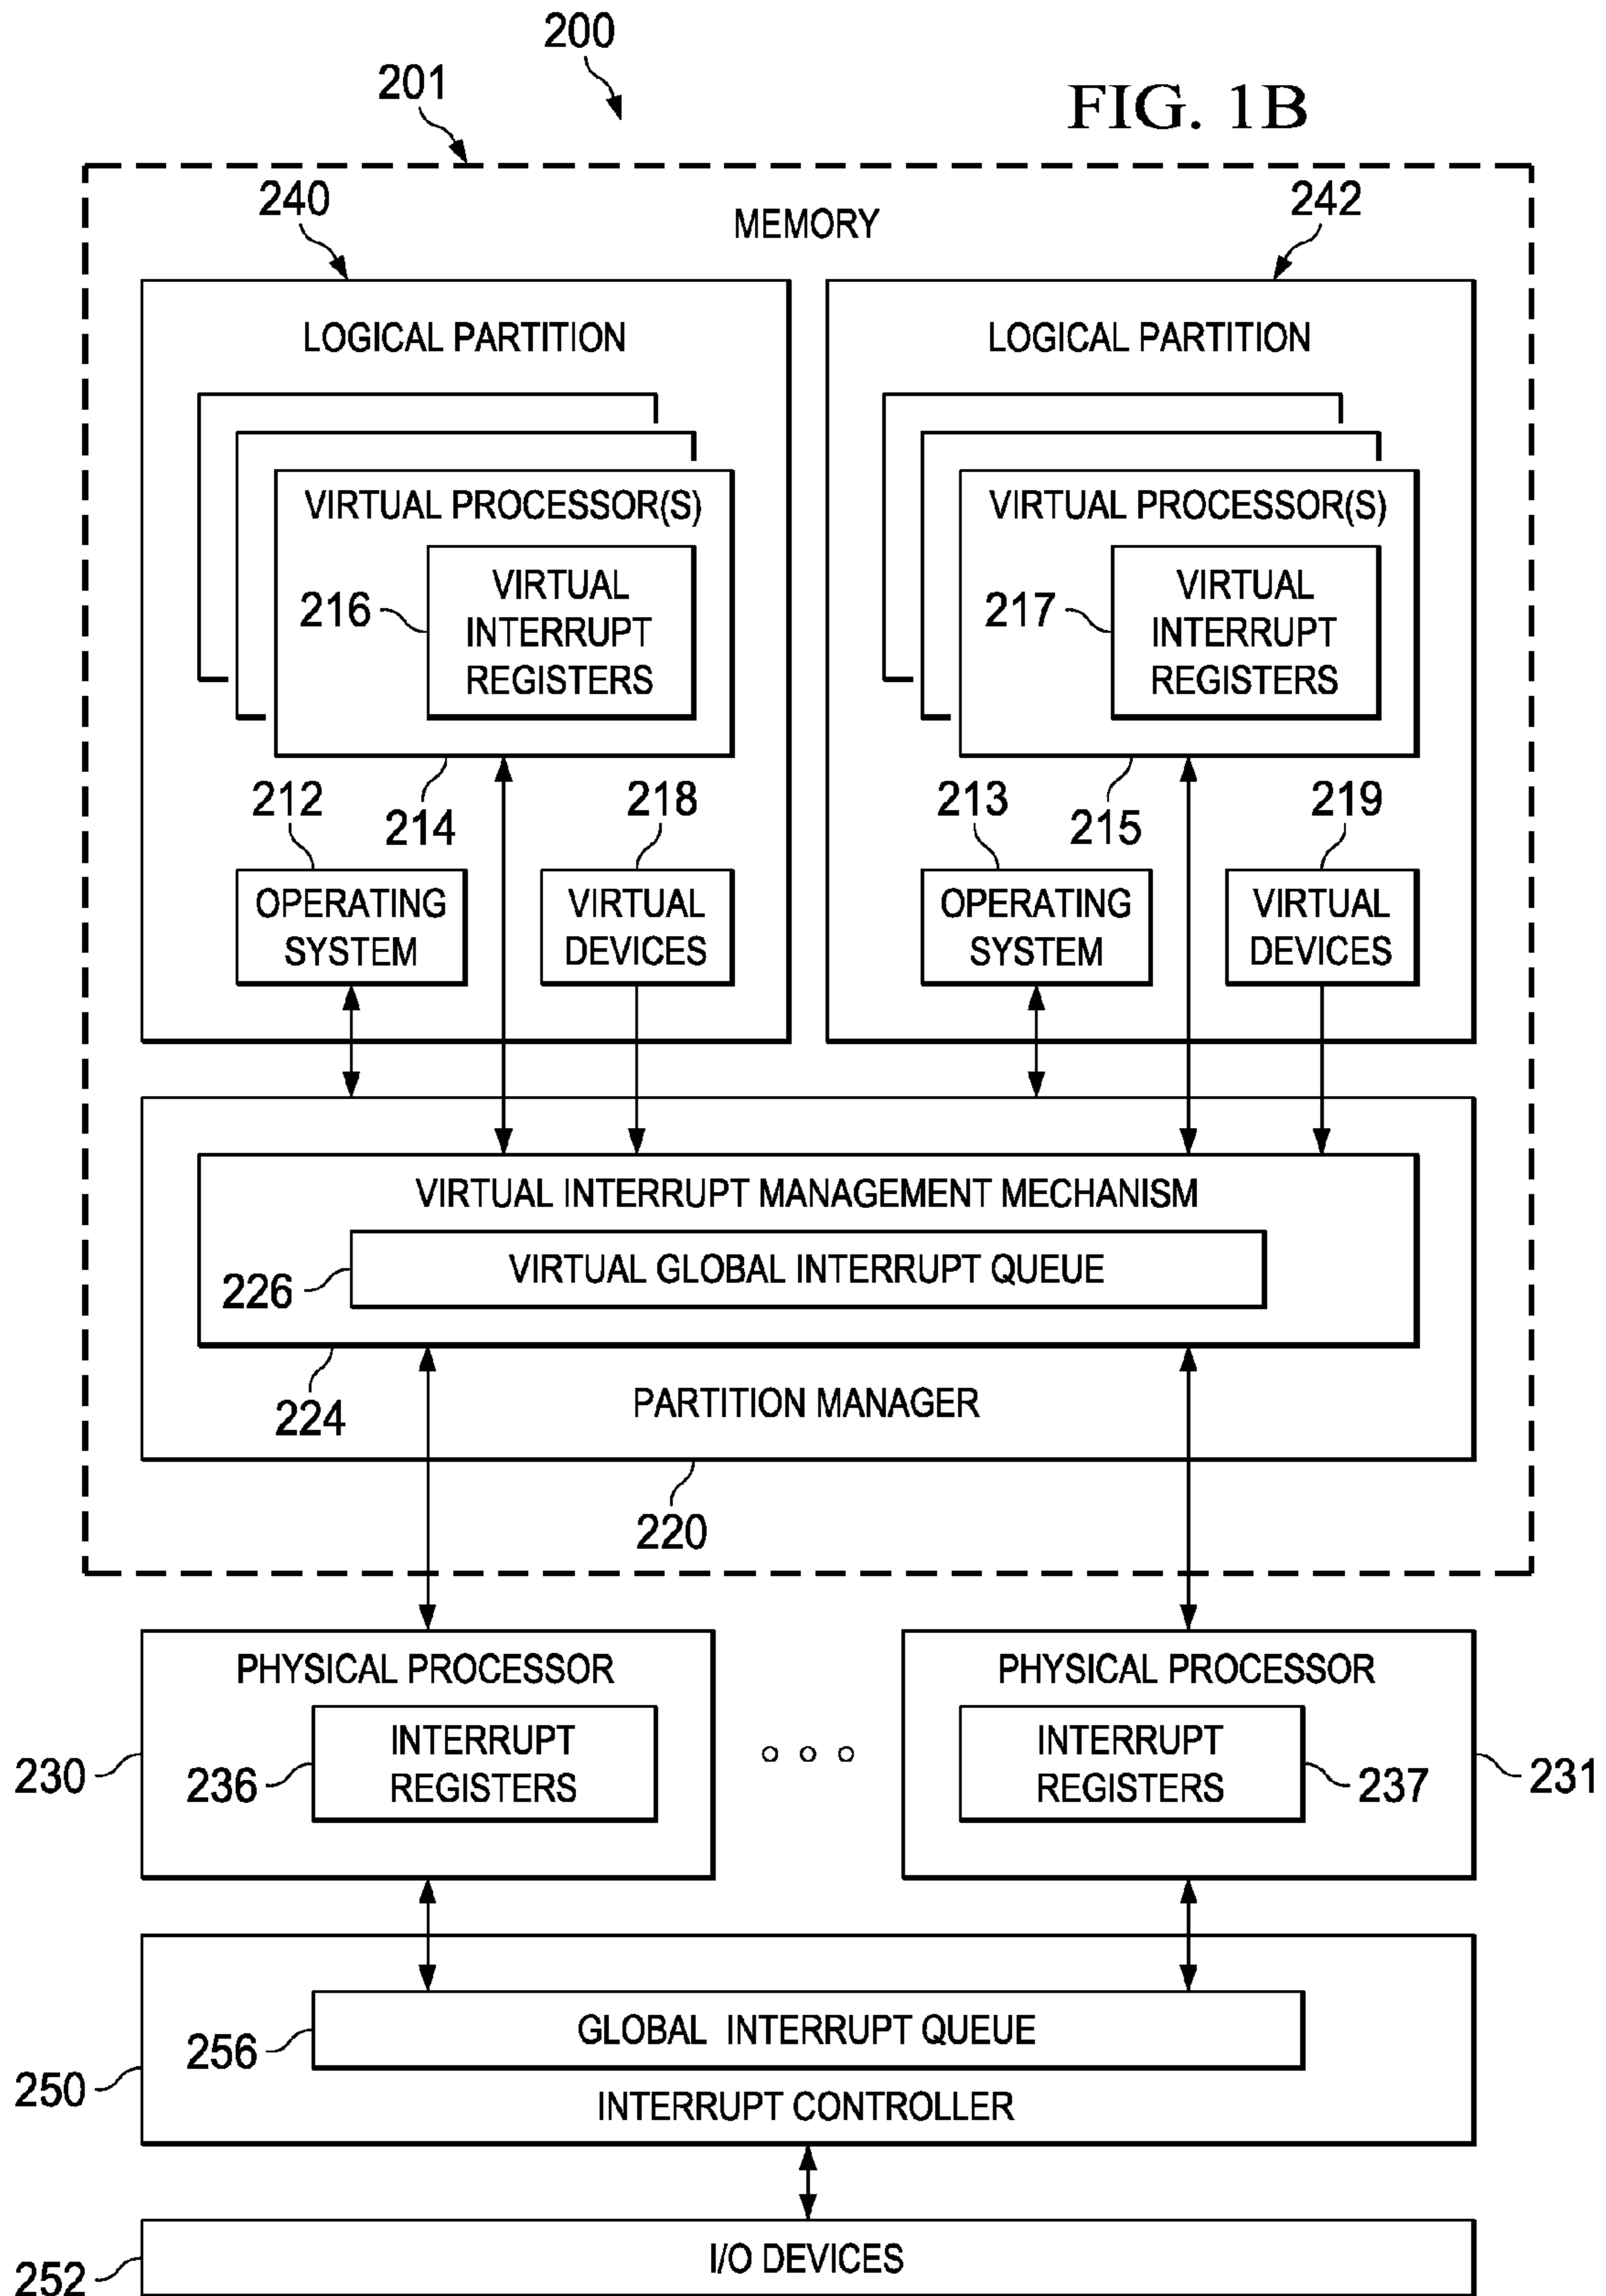 200
201
FIG. 1B
240
242
MEMORY
LOGICAL PARTITION
LOGICAL PARTITION
VIRTUAL PROCESSOR(S)
VIRTUAL PROCESSOR(S)
216
VIRTUAL
INTERRUPT
REGISTERS
217
VIRTUAL
INTERRUPT
REGISTERS
212
214
218
213
215
219
OPERATING
SYSTEM
VIRTUAL
DEVICES
OPERATING
SYSTEM
VIRTUAL
DEVICES
VIRTUAL INTERRUPT MANAGEMENT MECHANISM
226
VIRTUAL GLOBAL INTERRUPT QUEUE
224
PARTITION MANAGER
220
PHYSICAL PROCESSOR
PHYSICAL PROCESSOR
230
236
INTERRUPT
REGISTERS
INTERRUPT
REGISTERS
237
231
256
GLOBAL INTERRUPT QUEUE
250
INTERRUPT CONTROLLER
252
I/O DEVICES